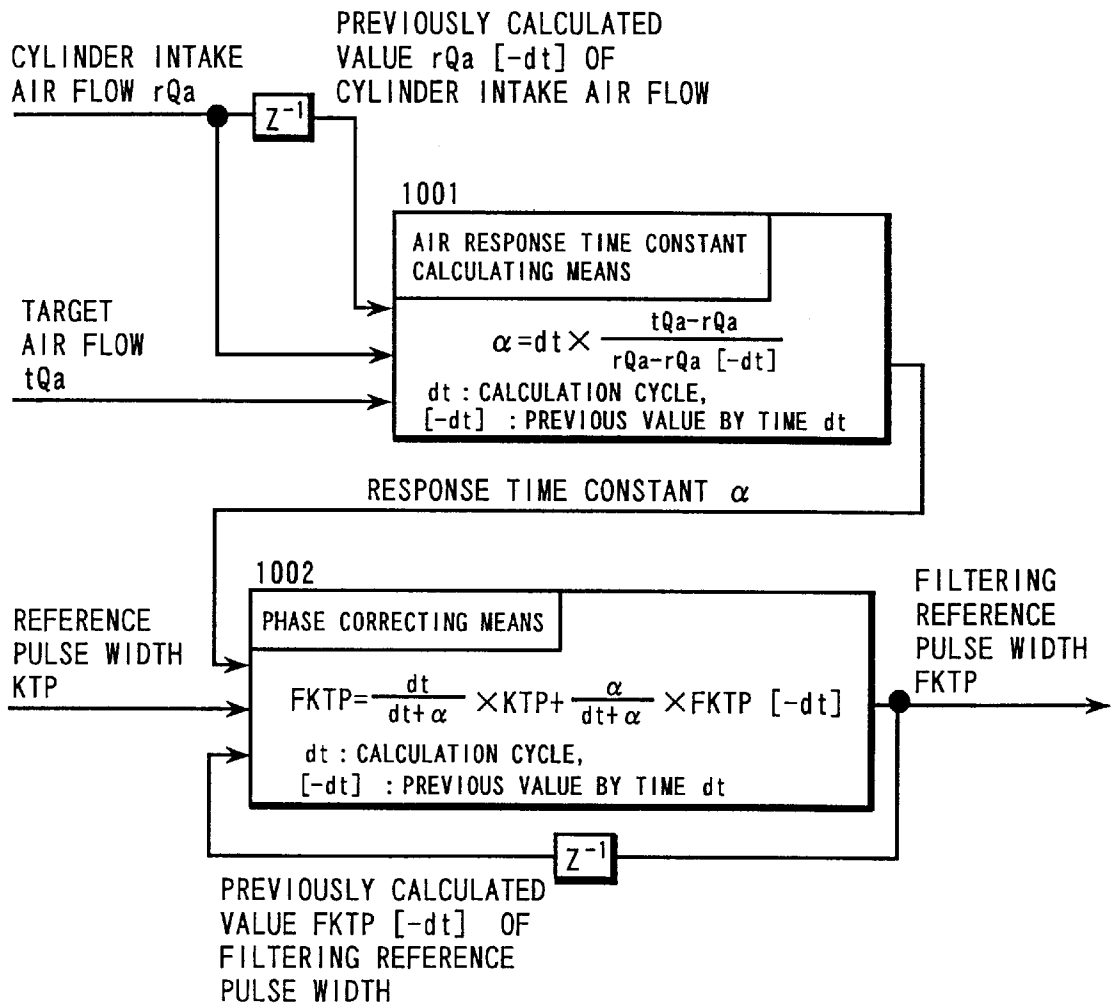 PREVIOUSLY CALCULATED
VALUE rQa [-dt] OF
CYLINDER INTAKE AIR FLOW
CYLINDER INTAKE
AIR FLOW rQa
Z⁻¹
1001
AIR RESPONSE TIME CONSTANT
CALCULATING MEANS
TARGET
AIR FLOW
tQa
α=dt× tQa-rQa / rQa-rQa [-dt]
dt : CALCULATION CYCLE,
[-dt] : PREVIOUS VALUE BY TIME dt
RESPONSE TIME CONSTANT α
1002
PHASE CORRECTING MEANS
REFERENCE
PULSE WIDTH
KTP
FKTP= dt / dt+α ×KTP+ α / dt+α ×FKTP [-dt]
dt : CALCULATION CYCLE,
[-dt] : PREVIOUS VALUE BY TIME dt
FILTERING
REFERENCE
PULSE WIDTH
FKTP
Z⁻¹
PREVIOUSLY CALCULATED
VALUE FKTP [-dt] OF
FILTERING REFERENCE
PULSE WIDTH